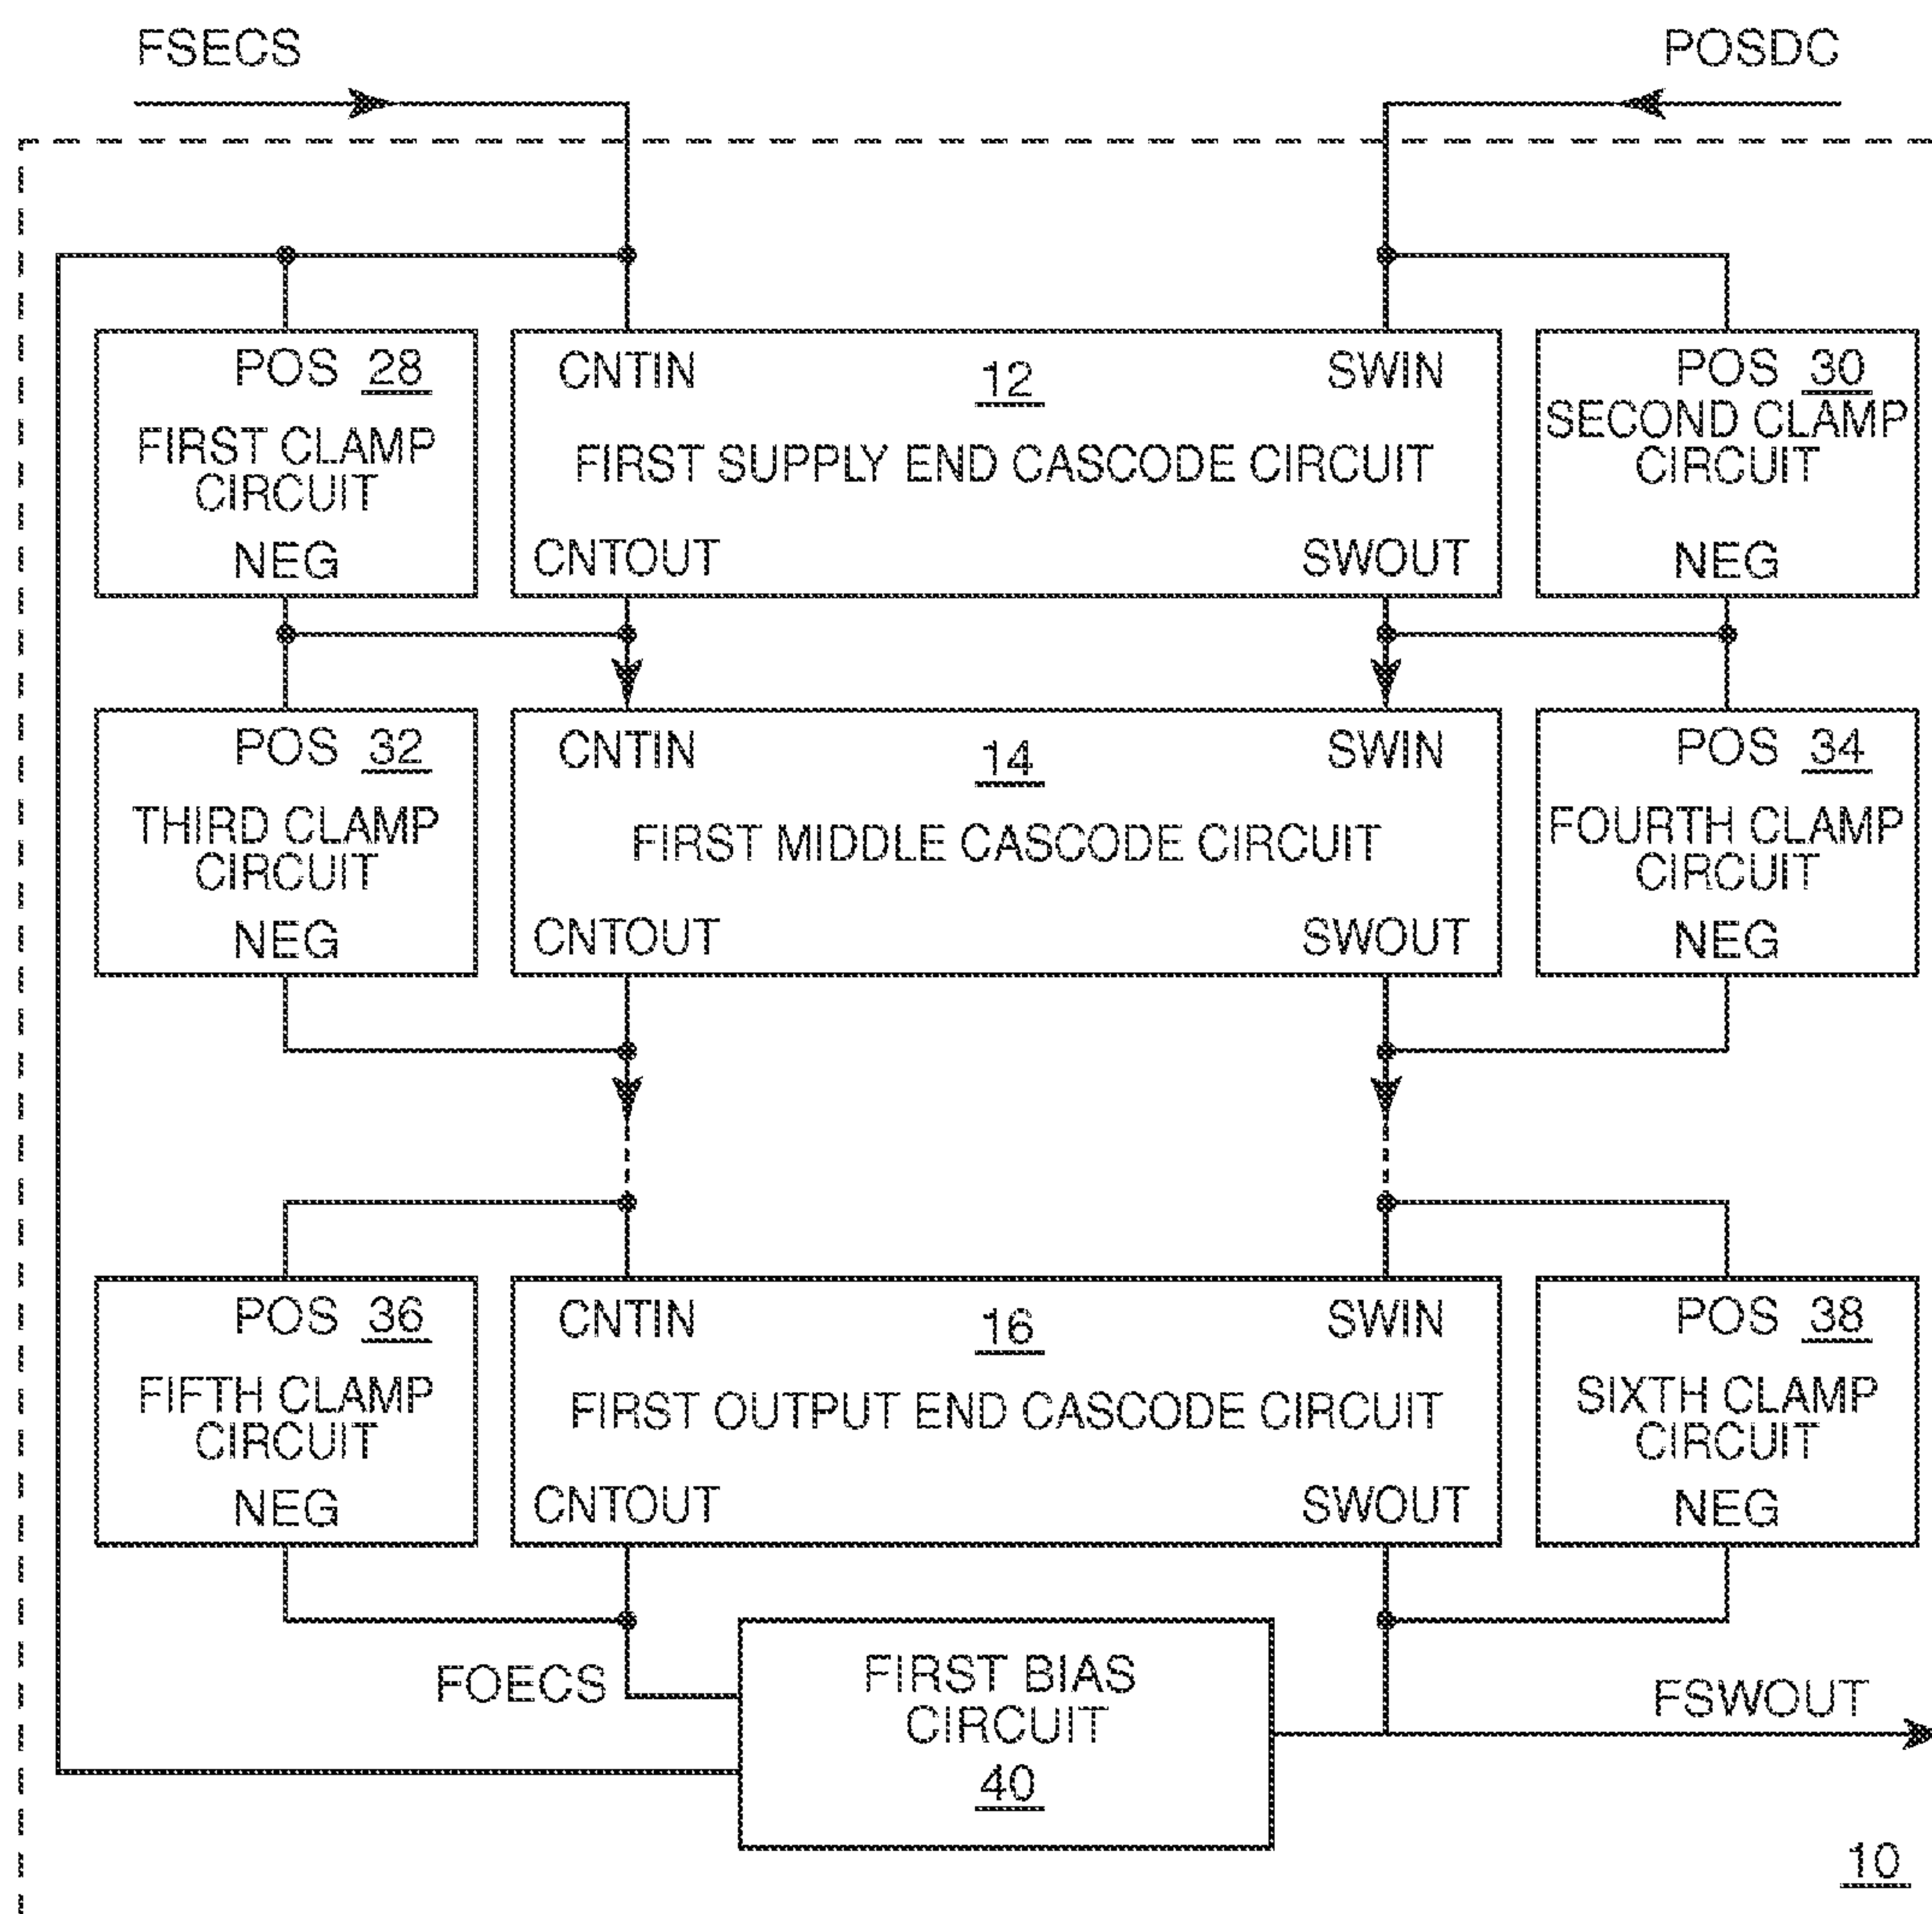 FSECS
POSDC
POS 28
FIRST CLAMP
CIRCUIT
NEG
CNTIN
12
SWIN
FIRST SUPPLY END CASCODE CIRCUIT
CNTOUT
SWOUT
POS 30
SECOND CLAMP
CIRCUIT
NEG
POS 32
THIRD CLAMP
CIRCUIT
NEG
CNTIN
14
SWIN
FIRST MIDDLE CASCODE CIRCUIT
CNTOUT
SWOUT
POS 34
FOURTH CLAMP
CIRCUIT
NEG
POS 36
FIFTH CLAMP
CIRCUIT
NEG
CNTIN
16
SWIN
FIRST OUTPUT END CASCODE CIRCUIT
CNTOUT
SWOUT
POS 38
SIXTH CLAMP
CIRCUIT
NEG
FOECS
FIRST BIAS
CIRCUIT
40
FSWOUT
10